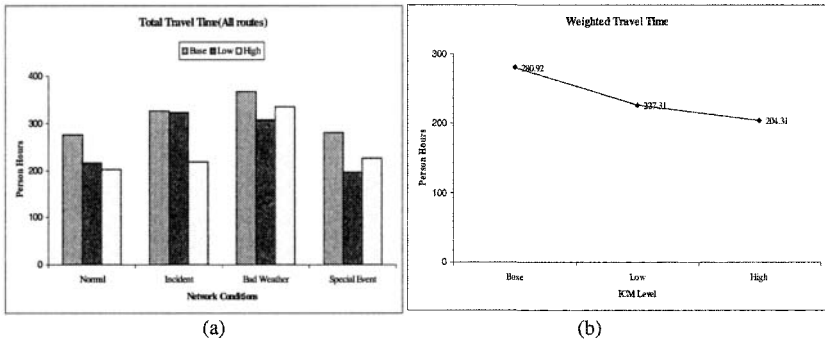 Total Travel Time(All routes)
Base Low High
400
300
200
100
0
Person Hours
Normal Incident Bad Weather Special Event
Network Conditions
(a)
Weighted Travel Time
300
200
100
0
Person Hours
280.92
227.31
204.31
Base Low High
ICM Level
(b)